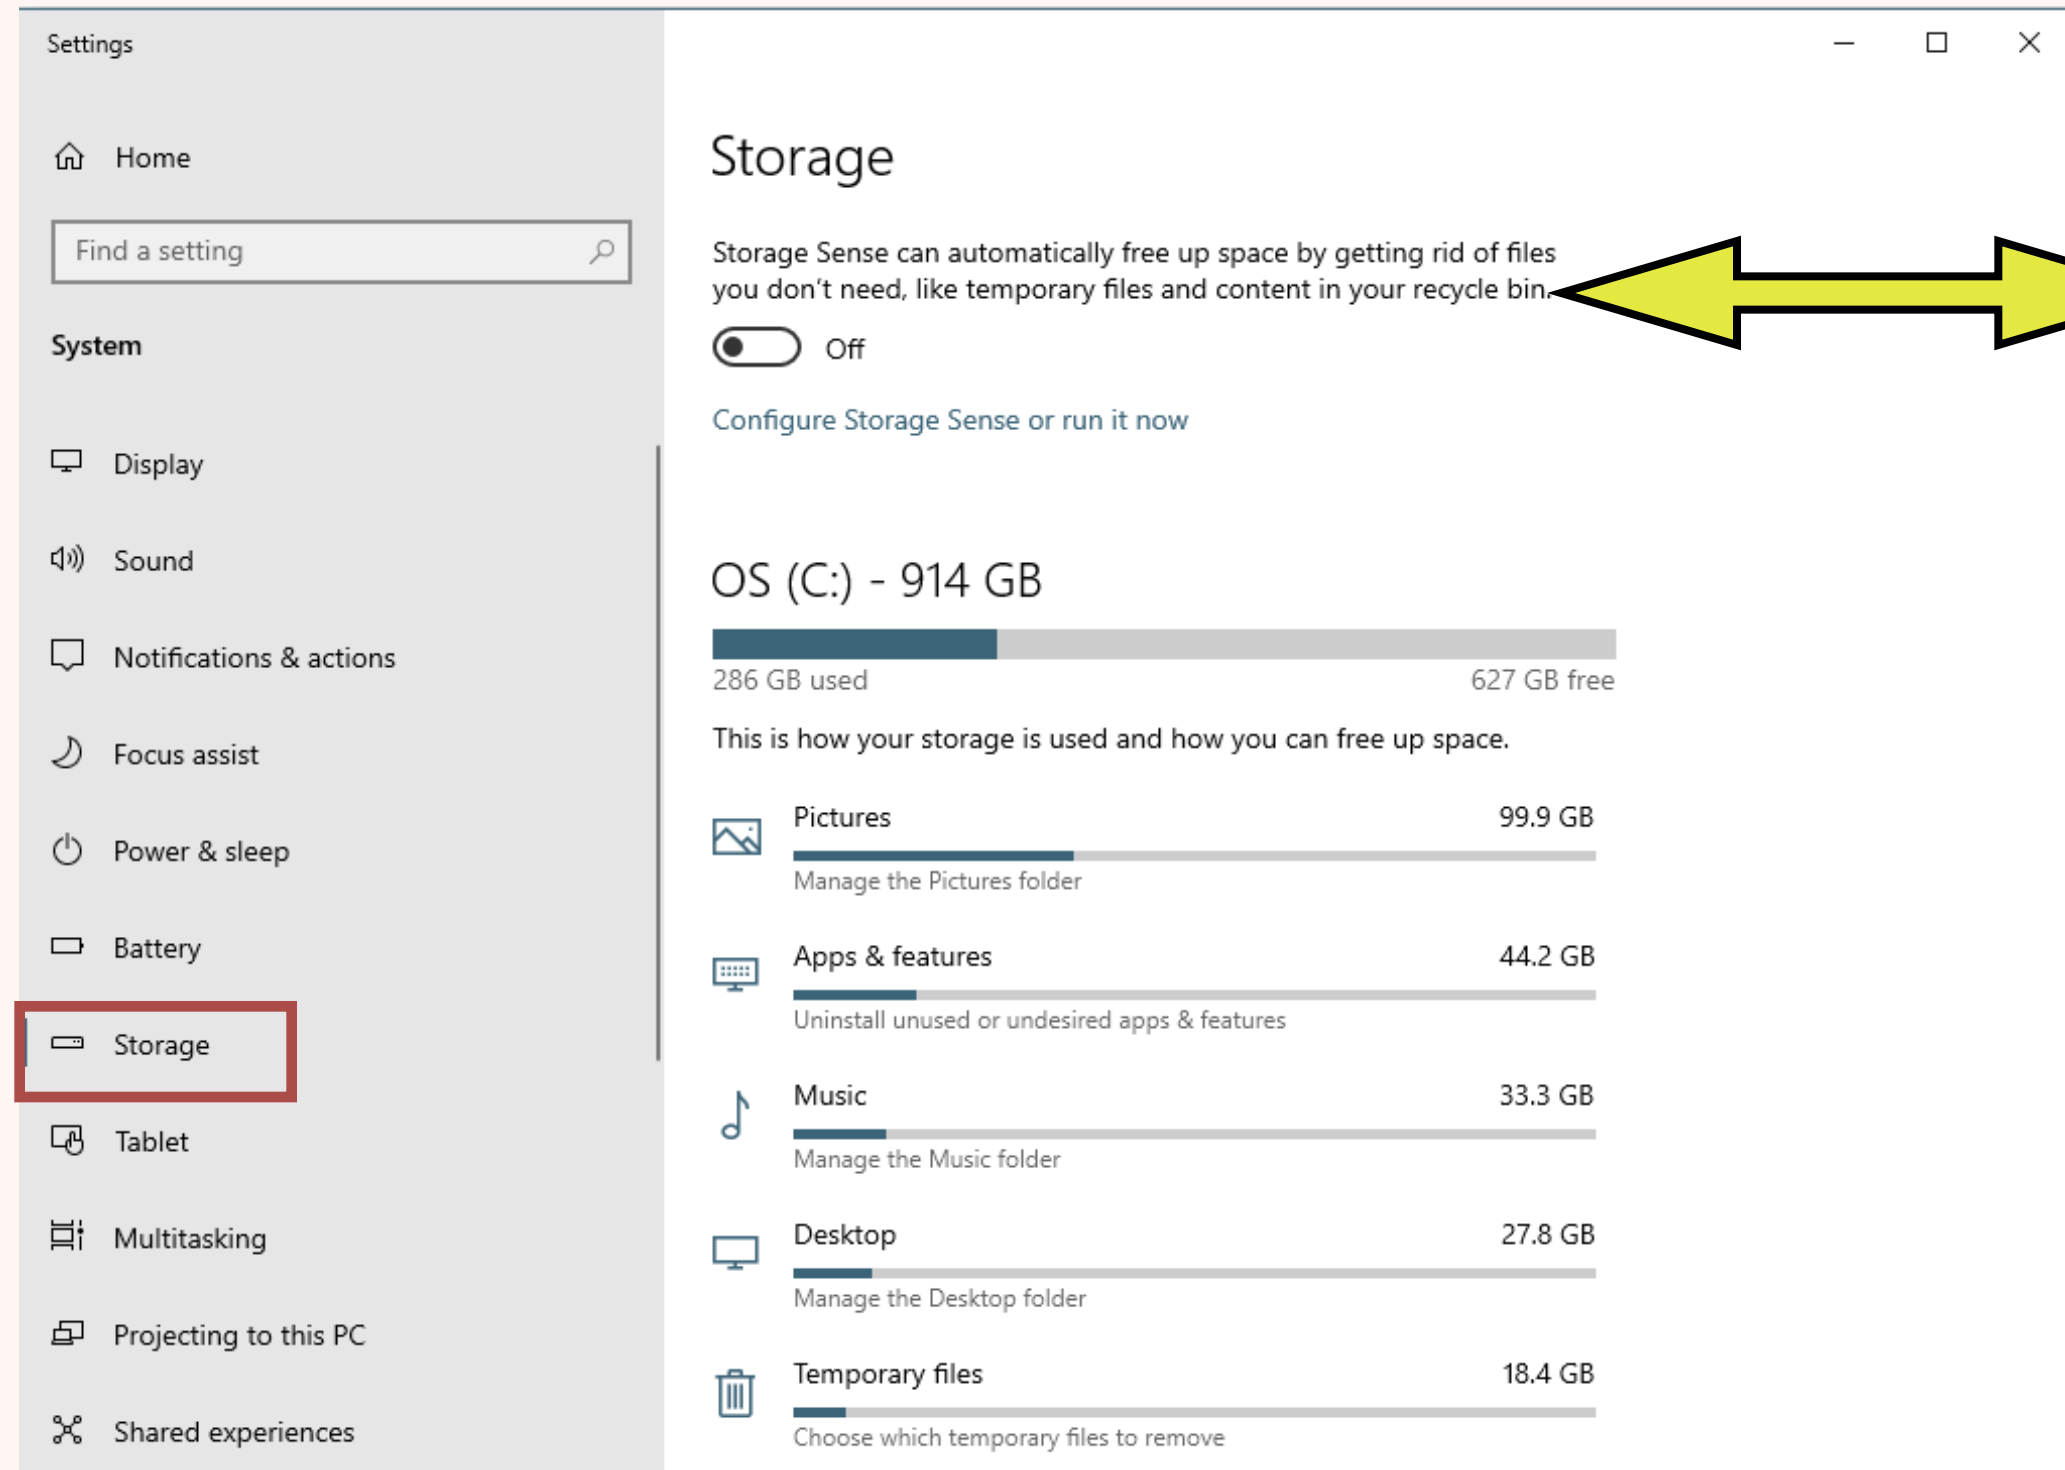 Settings
Home
Find a setting
System
Display
Sound
Notifications & actions
Focus assist
Power & sleep
Battery
Storage
Tablet
Multitasking
Projecting to this PC
Shared experiences
Storage
Storage Sense can automatically free up space by getting rid of files
you don't need, like temporary files and content in your recycle bin.
Off
Configure Storage Sense or run it now
OS (C:) - 914 GB
286 GB used 627 GB free
This is how your storage is used and how you can free up space.
Pictures 99.9 GB
Manage the Pictures folder
Apps & features 44.2 GB
Uninstall unused or undesired apps & features
Music 33.3 GB
Manage the Music folder
Desktop 27.8 GB
Manage the Desktop folder
Temporary files 18.4 GB
Choose which temporary files to remove